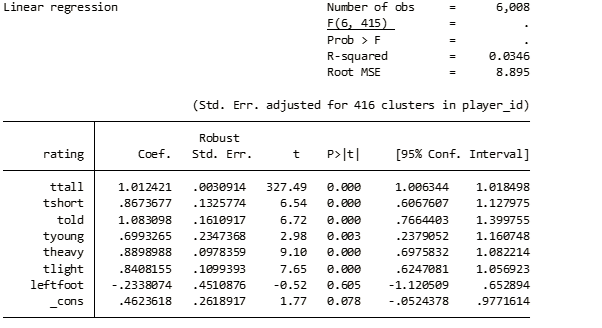 Linear regression Number of obs = 6,008
F(6, 415) = .
Prob > F = .
R-squared = 0.0346
Root MSE = 8.895
(Std. Err. adjusted for 416 clusters in player_id)
Robust
rating Coef. Std. Err. t P>|t| [95% Conf. Interval]
ttall 1.012421 .0030914 327.49 0.000 1.006344 1.018498
tshort .8673677 .1325774 6.54 0.000 .6067607 1.127975
told 1.083098 .1610917 6.72 0.000 .7664403 1.399755
tyoung .6993265 .2347368 2.98 0.003 .2379052 1.160748
theavy .8898988 .0978359 9.10 0.000 .6975832 1.082214
tlight .8408155 .1099393 7.65 0.000 .6247081 1.056923
leftfoot -.2338074 .4510876 -0.52 0.605 -1.120509 .652894
_cons .4623618 .2618917 1.77 0.078 -.0524378 .9771614